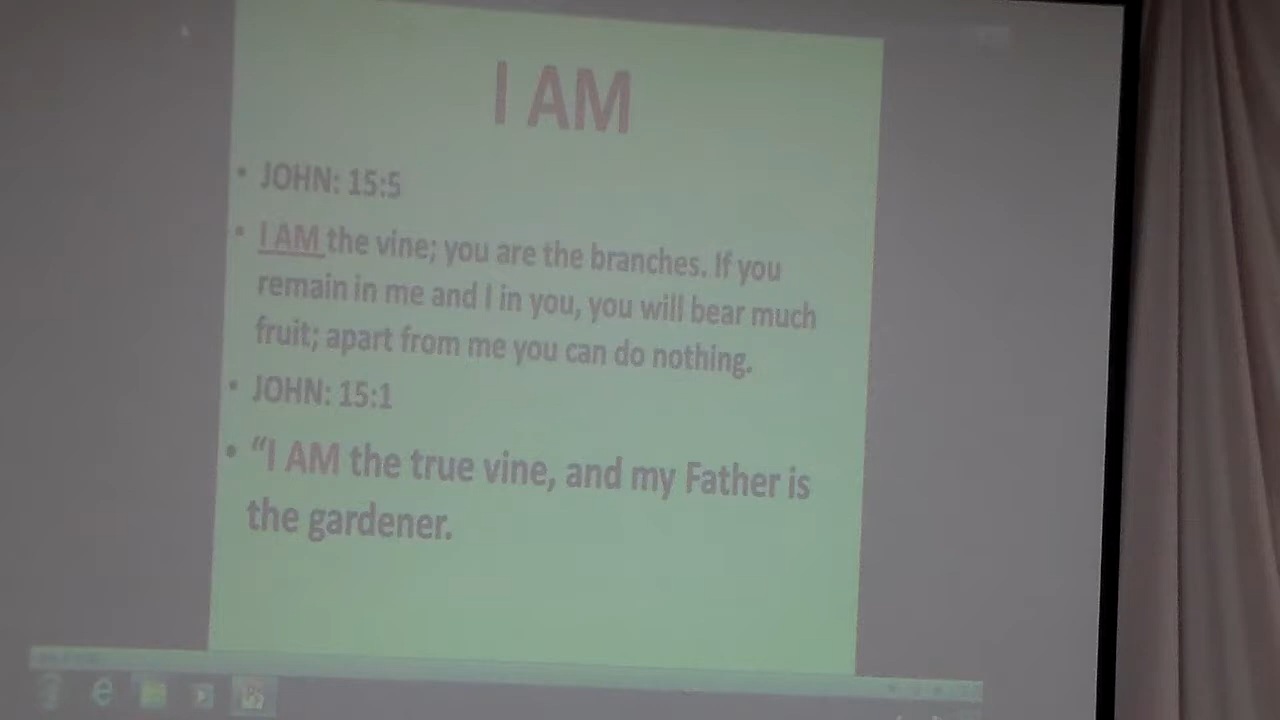 I AM
• JOHN: 15:5
• I AM the vine; you are the branches. If you
remain in me and I in you, you will bear much
fruit; apart from me you can do nothing.
• JOHN: 15:1
• “I AM the true vine, and my Father is
the gardener.